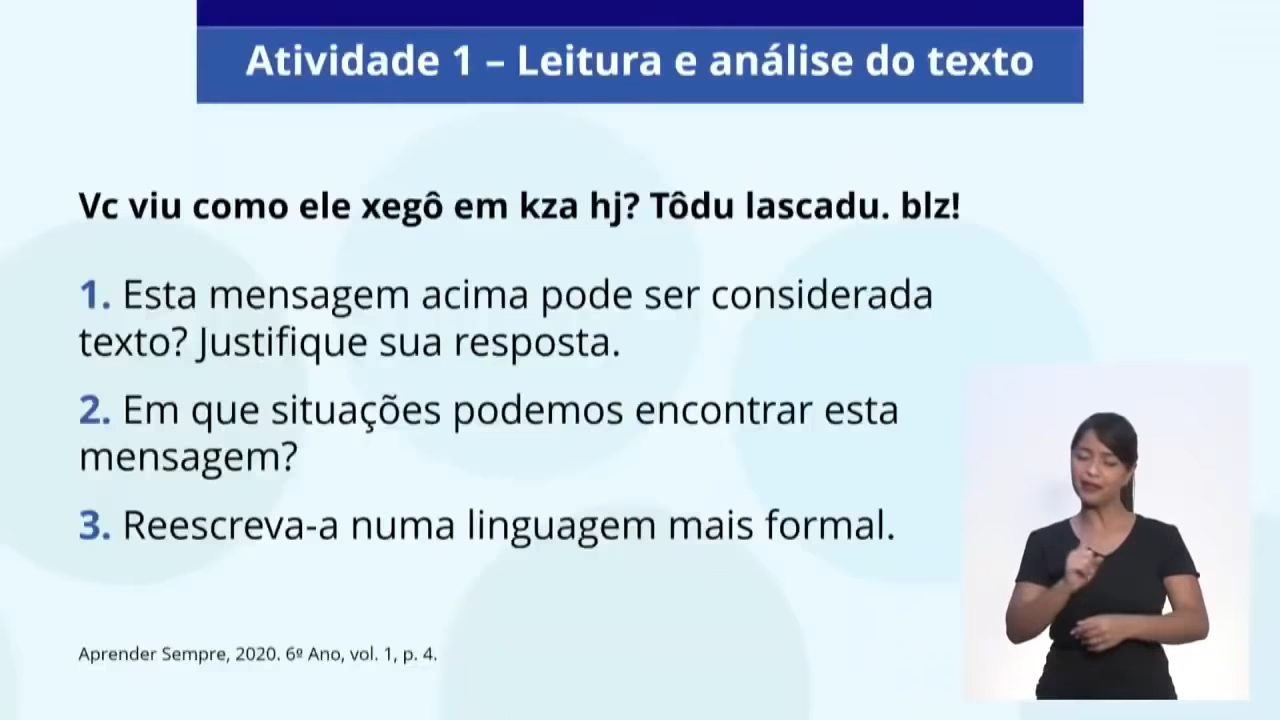 Atividade 1 – Leitura e análise do texto
Vc viu como ele xegô em kza hj? Tôdu lascadu. blz!
1. Esta mensagem acima pode ser considerada
texto? Justifique sua resposta.
2. Em que situações podemos encontrar esta
mensagem?
3. Reescreva-a numa linguagem mais formal.
Aprender Sempre, 2020. 6º Ano, vol. 1, p. 4.